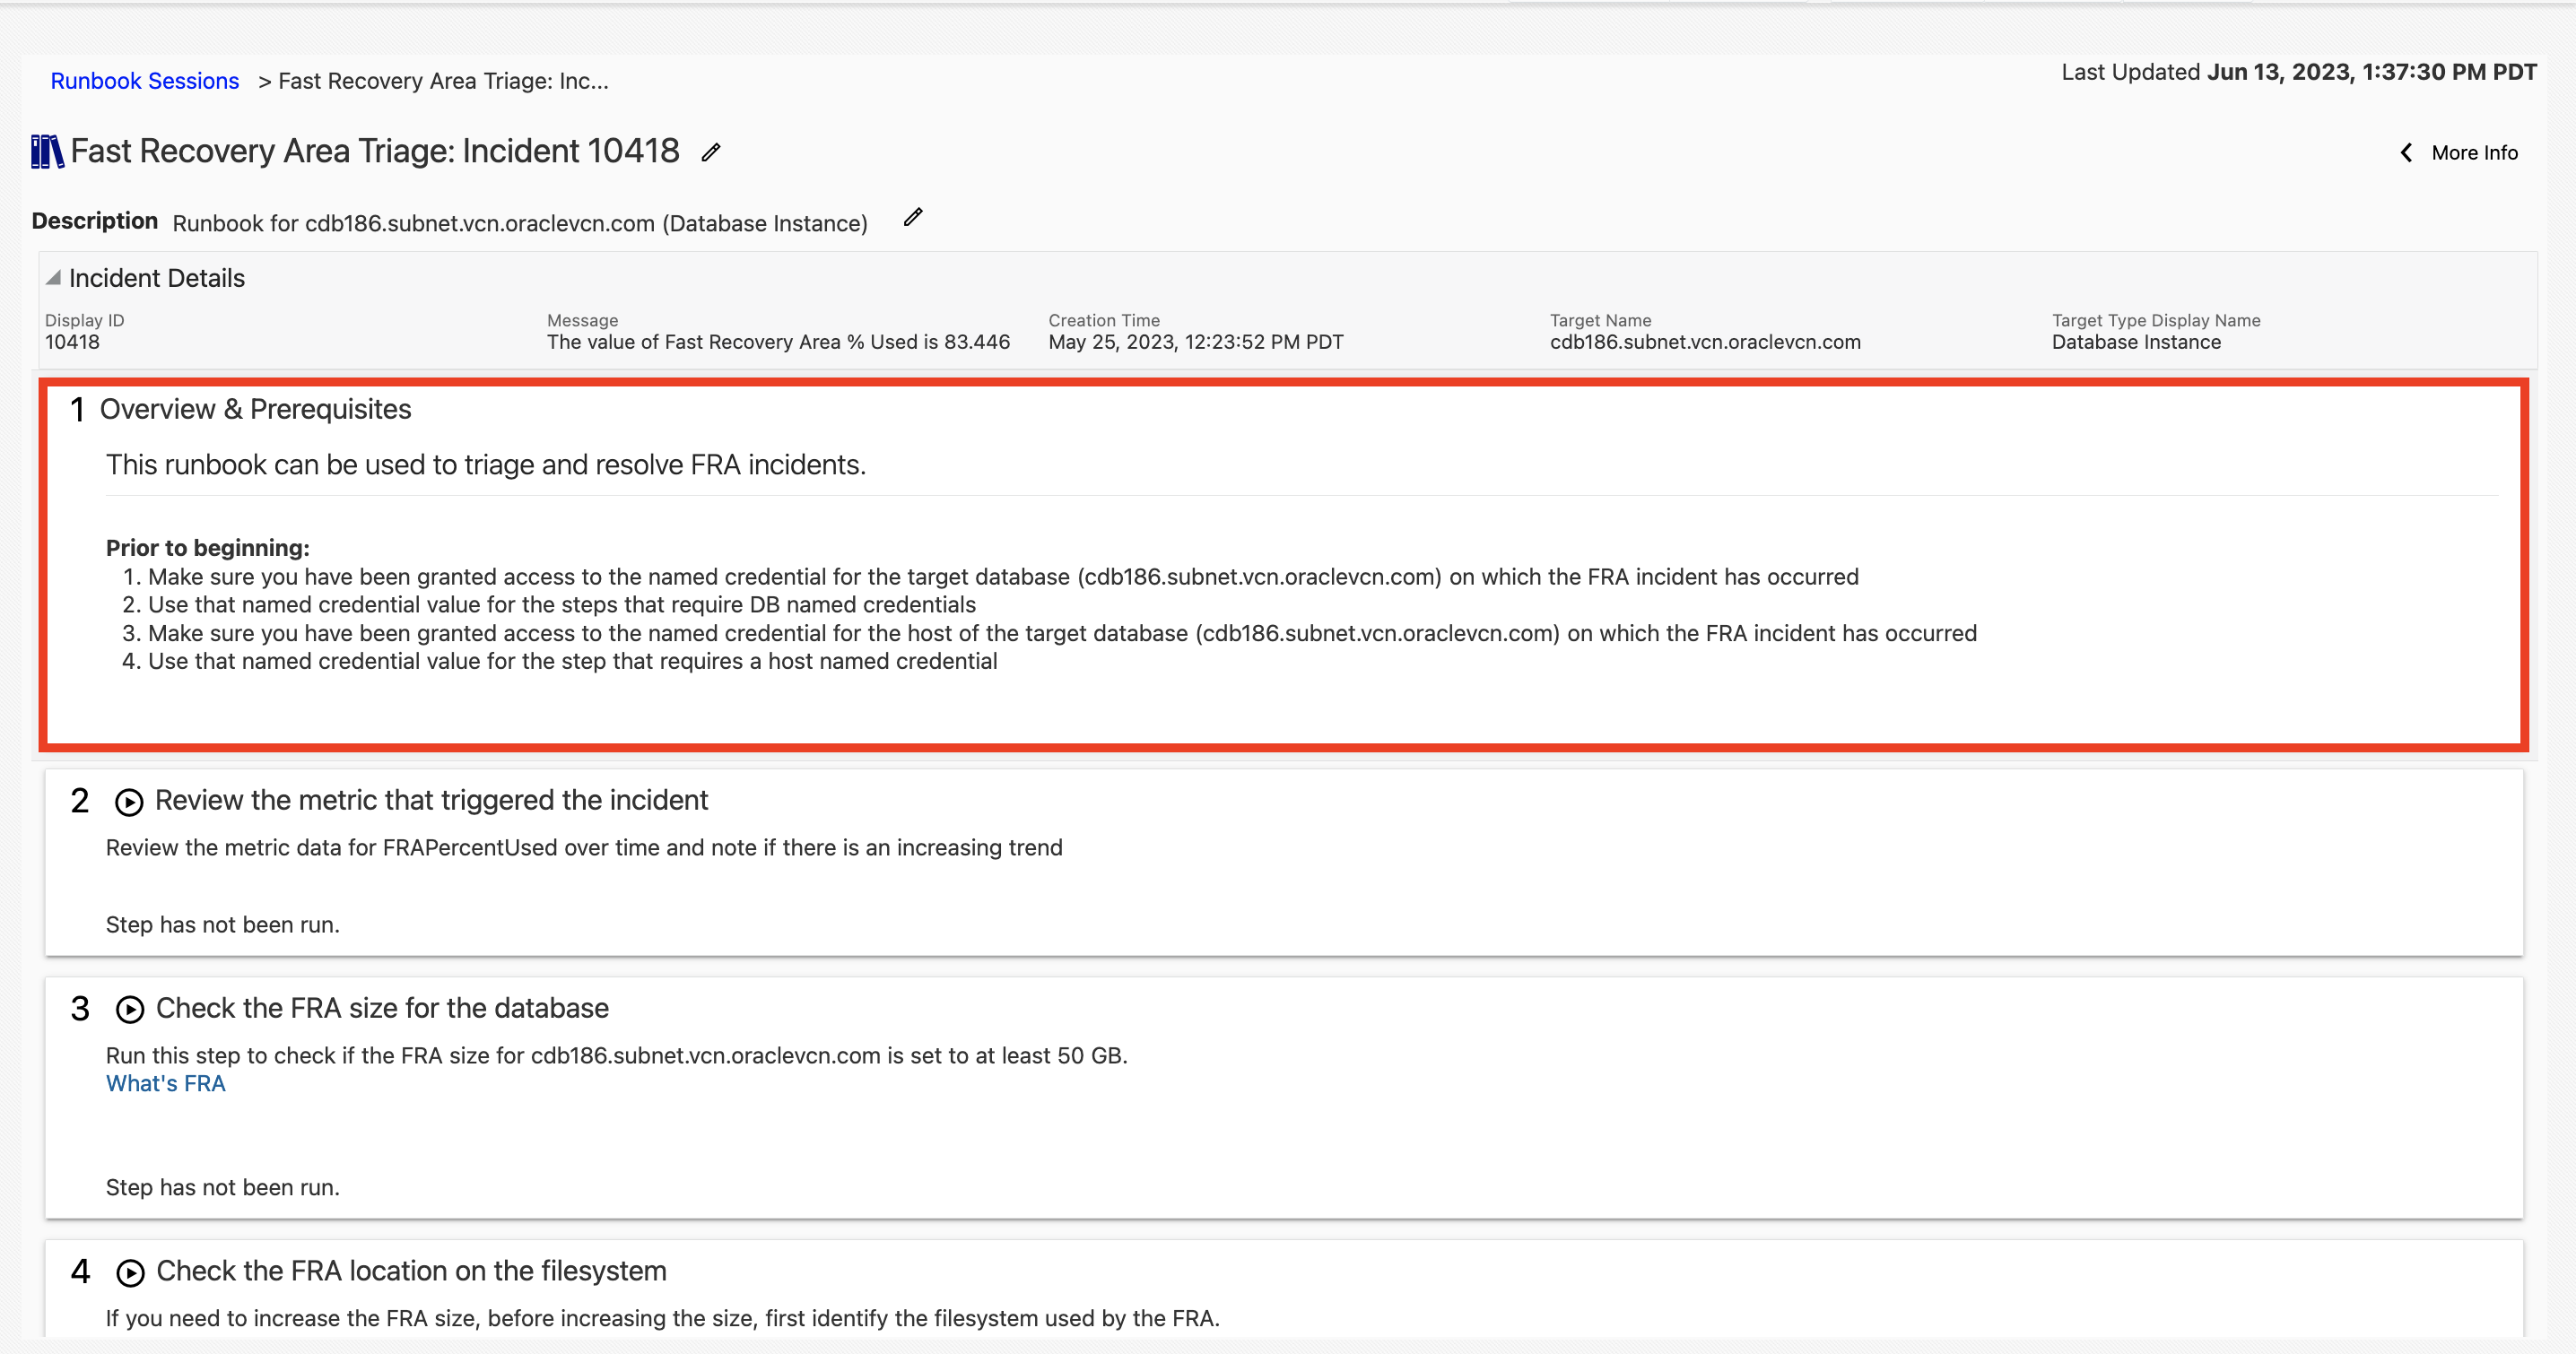 Runbook Sessions > Fast Recovery Area Triage: Inc...
Last Updated Jun 13, 2023, 1:37:30 PM PDT
Fast Recovery Area Triage: Incident 10418
More Info
Description Runbook for cdb186.subnet.vcn.oraclevcn.com (Database Instance)
Incident Details
Display ID
10418
Message
The value of Fast Recovery Area % Used is 83.446
Creation Time
May 25, 2023, 12:23:52 PM PDT
Target Name
cdb186.subnet.vcn.oraclevcn.com
Target Type Display Name
Database Instance
1 Overview & Prerequisites
This runbook can be used to triage and resolve FRA incidents.
Prior to beginning:
1. Make sure you have been granted access to the named credential for the target database (cdb186.subnet.vcn.oraclevcn.com) on which the FRA incident has occurred
2. Use that named credential value for the steps that require DB named credentials
3. Make sure you have been granted access to the named credential for the host of the target database (cdb186.subnet.vcn.oraclevcn.com) on which the FRA incident has occurred
4. Use that named credential value for the step that requires a host named credential
2 Review the metric that triggered the incident
Review the metric data for FRAPercentUsed over time and note if there is an increasing trend
Step has not been run.
3 Check the FRA size for the database
Run this step to check if the FRA size for cdb186.subnet.vcn.oraclevcn.com is set to at least 50 GB.
What's FRA
Step has not been run.
4 Check the FRA location on the filesystem
If you need to increase the FRA size, before increasing the size, first identify the filesystem used by the FRA.